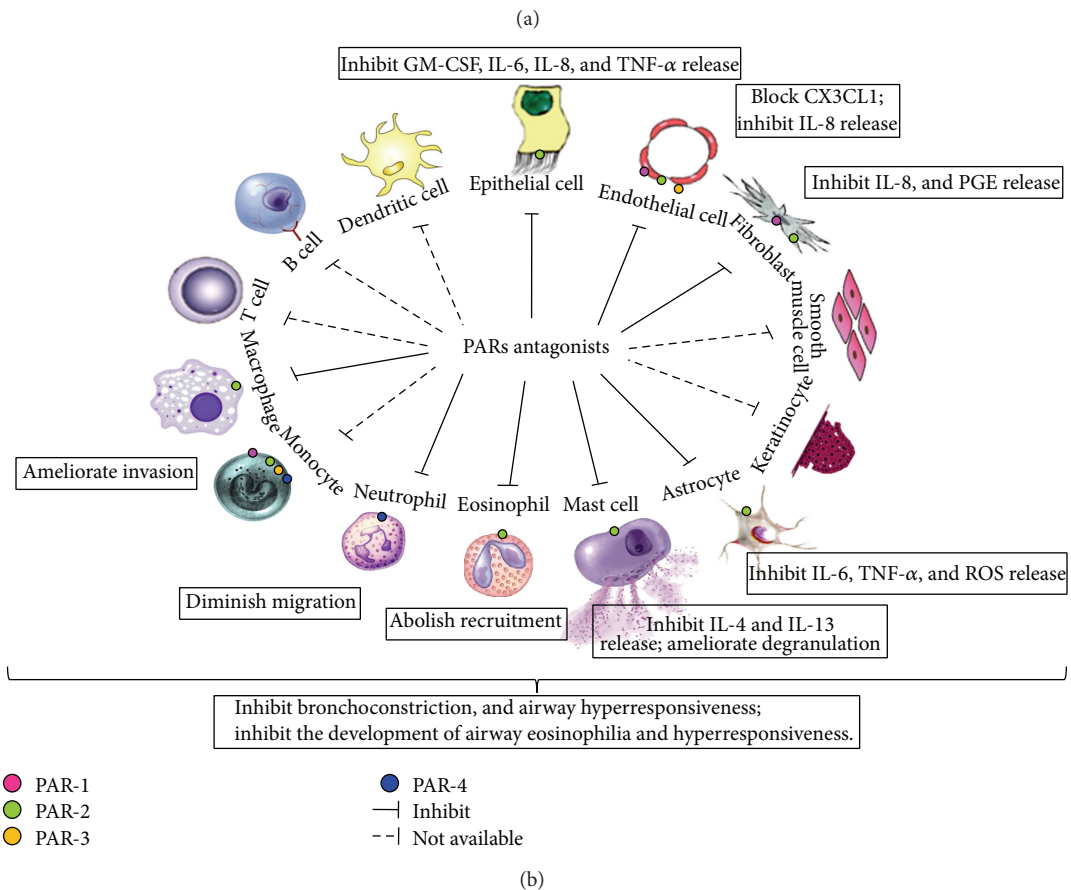 (a)
Inhibit GM-CSF, IL-6, IL-8, and TNF-α release
Block CX3CL1;
inhibit IL-8 release
Inhibit IL-8, and PGE release
Epithelial cell
Endothelial cell
Fibroblast
Smooth
muscle cell
Keratinocyte
Astrocyte
Mast cell
Eosinophil
Neutrophil
Monocyte
Macrophage
T cell
B cell
Dendritic cell
PARs antagonists
Ameliorate invasion
Diminish migration
Abolish recruitment
Inhibit IL-4 and IL-13
release; ameliorate degranulation
Inhibit IL-6, TNF-α, and ROS release
Inhibit bronchoconstriction, and airway hyperresponsiveness;
inhibit the development of airway eosinophilia and hyperresponsiveness.
PAR-1
PAR-2
PAR-3
PAR-4
Inhibit
Not available
(b)